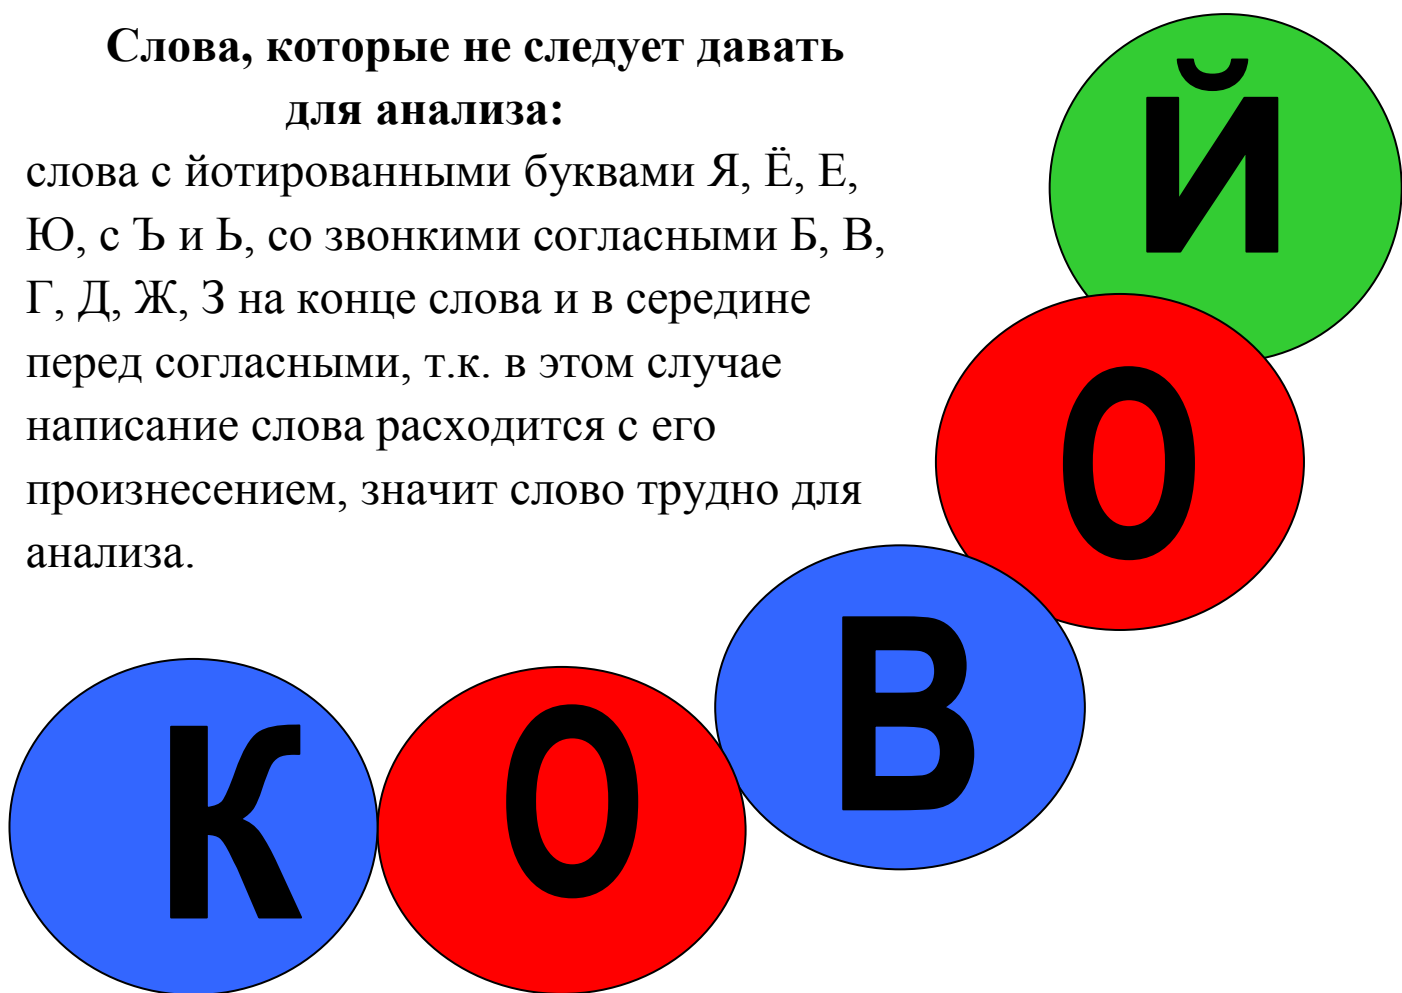 Слова, которые не следует давать
для анализа:
слова с йотированными буквами Я, Ё, Е,
Ю, с Ъ и Ь, со звонкими согласными Б, В,
Г, Д, Ж, З на конце слова и в середине
перед согласными, т.к. в этом случае
написание слова расходится с его
произнесением, значит слово трудно для
анализа.
К О В О Й